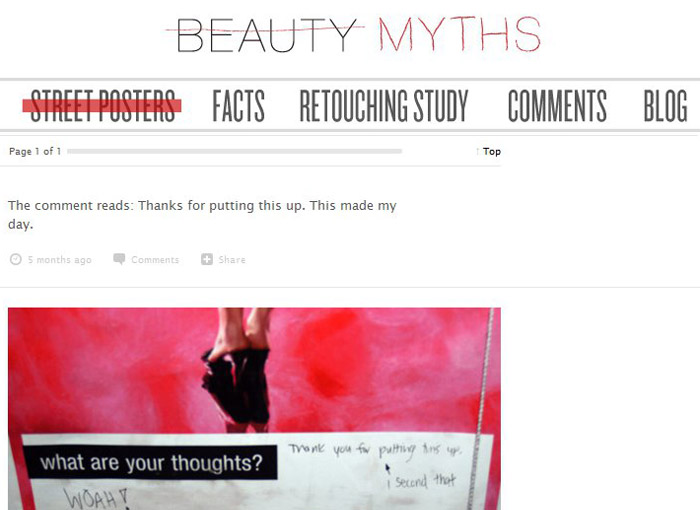 BEAUTY MYTHS
STREET POSTERS FACTS RETOUCHING STUDY COMMENTS BLOG
Page 1 of 1 ↑ Top
The comment reads: Thanks for putting this up. This made my
day.
5 months ago Comments Share
Thank you for putting this up.
what are your thoughts?
i second that
WOAH!